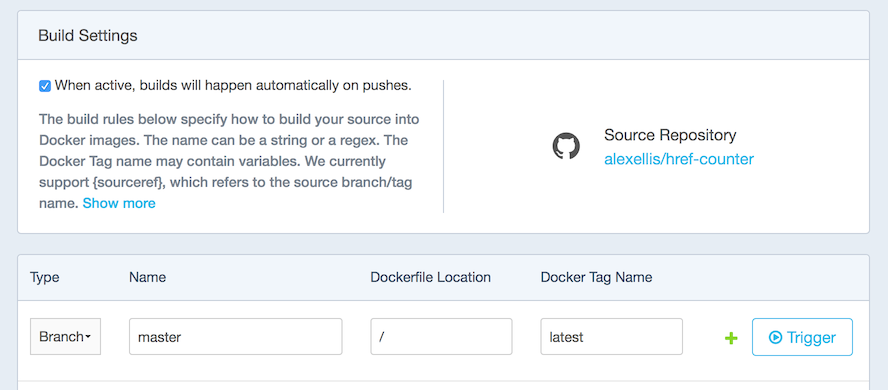 Build Settings
When active, builds will happen automatically on pushes.
The build rules below specify how to build your source into
Docker images. The name can be a string or a regex. The
Docker Tag name may contain variables. We currently
support {sourceref}, which refers to the source branch/tag
name. Show more
Source Repository
alexellis/href-counter
Type Name Dockerfile Location Docker Tag Name
Branch master / latest Trigger